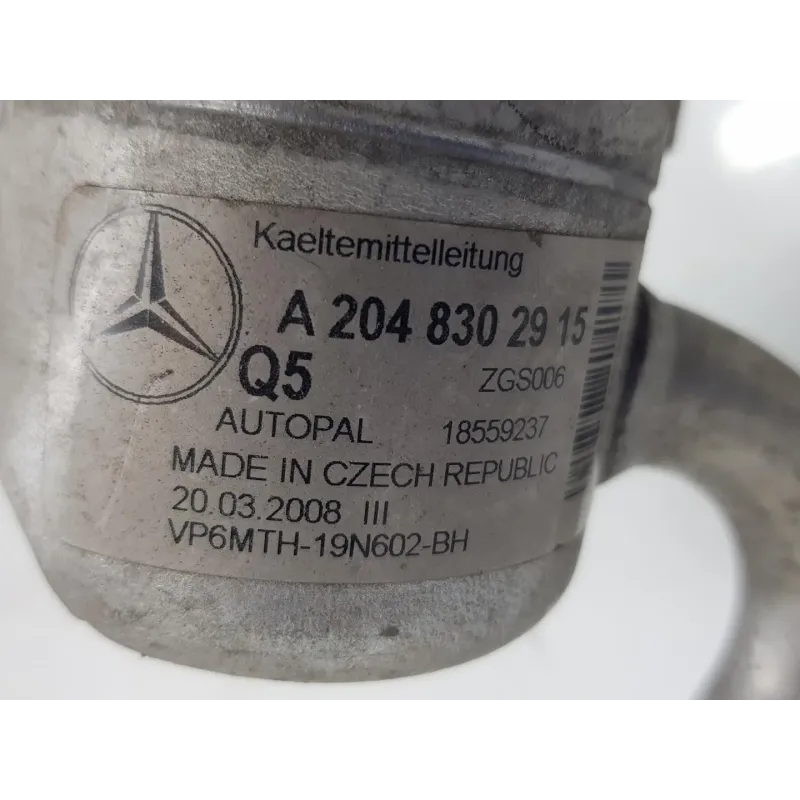 Kaeltemittelleitung
A 204 830 29 15
Q5 ZGS006
AUTOPAL 18559237
MADE IN CZECH REPUBLIC
20.03.2008 III
VP6MTH-19N602-BH